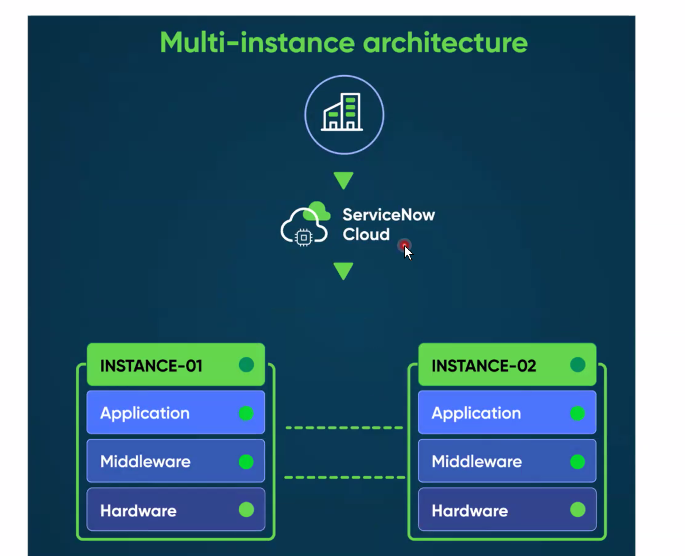 Multi-instance architecture
ServiceNow
Cloud
INSTANCE-01
Application
Middleware
Hardware
INSTANCE-02
Application
Middleware
Hardware